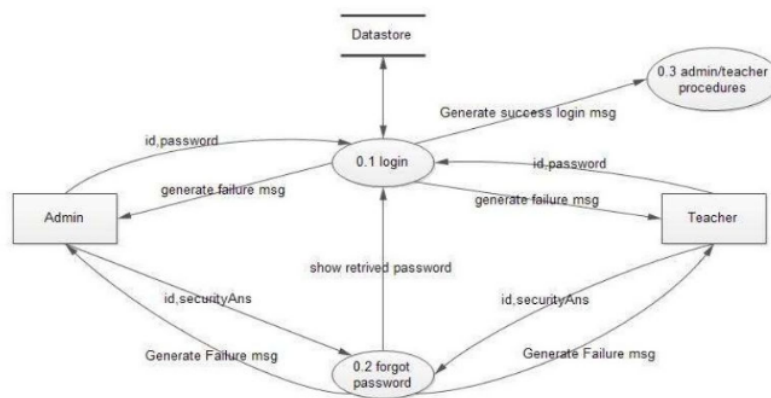 Datastore
0.3 admin/teacher
procedures
Generate success login msg
id,password
0.1 login
id,password
generate failure msg
generate failure msg
Admin
Teacher
show retrived password
id,securityAns
id,securityAns
Generate Failure msg
0.2 forgot
password
Generate Failure msg